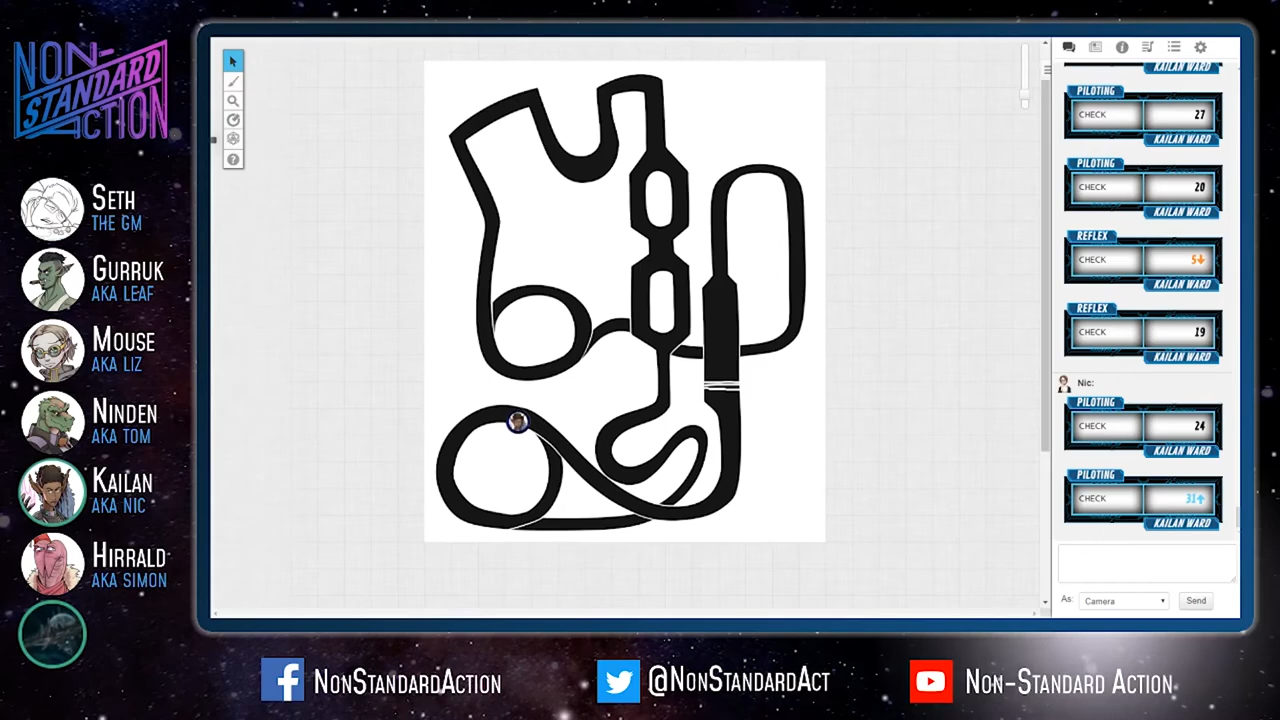 NON-
STANDARD
ACTION
SETH
THE GM
GURRUK
AKA LEAF
MOUSE
AKA LIZ
NINDEN
AKA TOM
KAILAN
AKA NIC
HIRRALD
AKA SIMON
KAILAN WARD
PILOTING
CHECK 27
KAILAN WARD
PILOTING
CHECK 20
KAILAN WARD
REFLEX
CHECK 5
KAILAN WARD
REFLEX
CHECK 19
KAILAN WARD
Nic:
PILOTING
CHECK 24
KAILAN WARD
PILOTING
CHECK 31
KAILAN WARD
As: Camera Send
NONSTANDARDACTION
@NONSTANDARDACT
NON-STANDARD ACTION